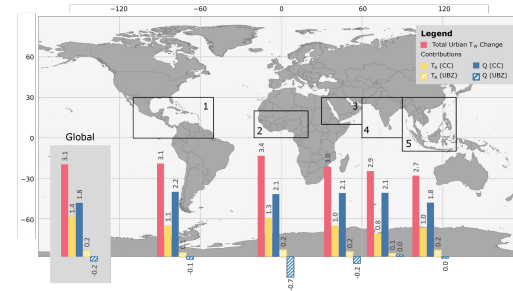 −120 −60 0 60 120
Legend
Total Urban T_W Change
Contributions
T_A (CC) Q (CC)
T_A (UBZ) Q (UBZ)
60
30
0
−30
−60
1
2
3
4
5
Global
3.1 1.4 1.8 0.2 -0.2
3.1 1.1 2.2 -0.1
3.4 1.3 2.1 0.2 -0.7
3.0 1.0 2.1 0.2 -0.2
2.9 0.8 2.1 0.1 0.0
2.7 1.0 1.8 0.2 0.0